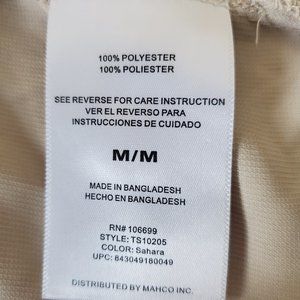 100% POLYESTER
100% POLIESTER
SEE REVERSE FOR CARE INSTRUCTION
VER EL REVERSO PARA
INSTRUCCIONES DE CUIDADO
M/M
MADE IN BANGLADESH
HECHO EN BANGLADESH
RN# 106699
STYLE: TS10205
COLOR: Sahara
UPC: 643049180049
DISTRIBUTED BY MAHCO INC.